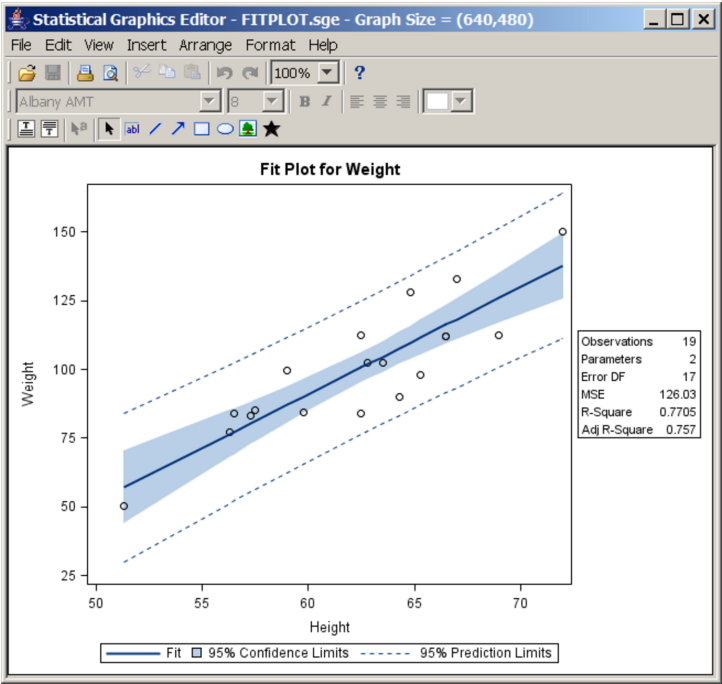 Statistical Graphics Editor - FITPLOT.sge - Graph Size = (640,480)
File Edit View Insert Arrange Format Help
100% ?
Albany AMT 8 B I
abI
Fit Plot for Weight
150
125
100
75
50
25
Weight
50 55 60 65 70
Height
Observations 19
Parameters 2
Error DF 17
MSE 126.03
R-Square 0.7705
Adj R-Square 0.757
Fit 95% Confidence Limits 95% Prediction Limits